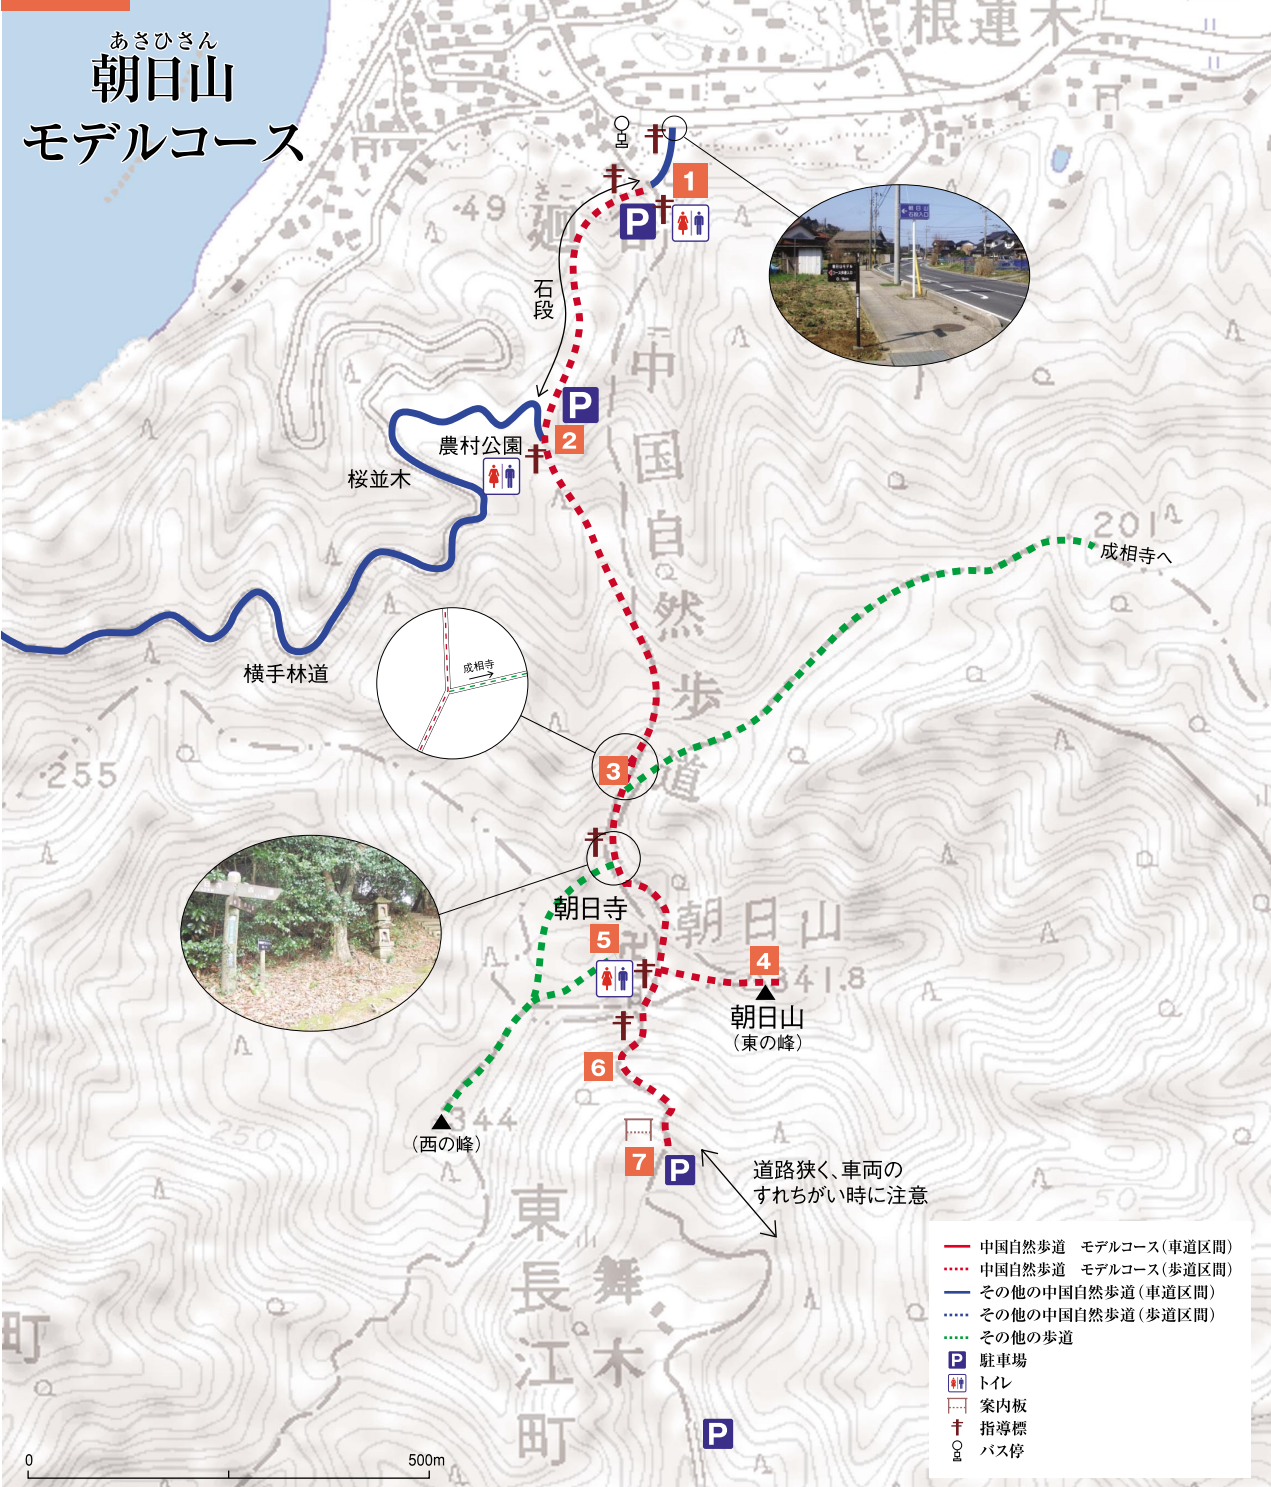 あさひさん
朝日山
モデルコース
根連木
1
P
49
廻
石段
中国自然歩道
P
2
農村公園
桜並木
201
成相寺へ
横手林道
成相寺
255
3
朝日寺
5
朝日山
4
341.8
朝日山
(東の峰)
6
344
(西の峰)
7
P
道路狭く、車両の
すれちがい時に注意
50
東長江町
舞木
町
P
0
500m
中国自然歩道 モデルコース(車道区間)
中国自然歩道 モデルコース(歩道区間)
その他の中国自然歩道(車道区間)
その他の中国自然歩道(歩道区間)
その他の歩道
P 駐車場
トイレ
案内板
指導標
バス停